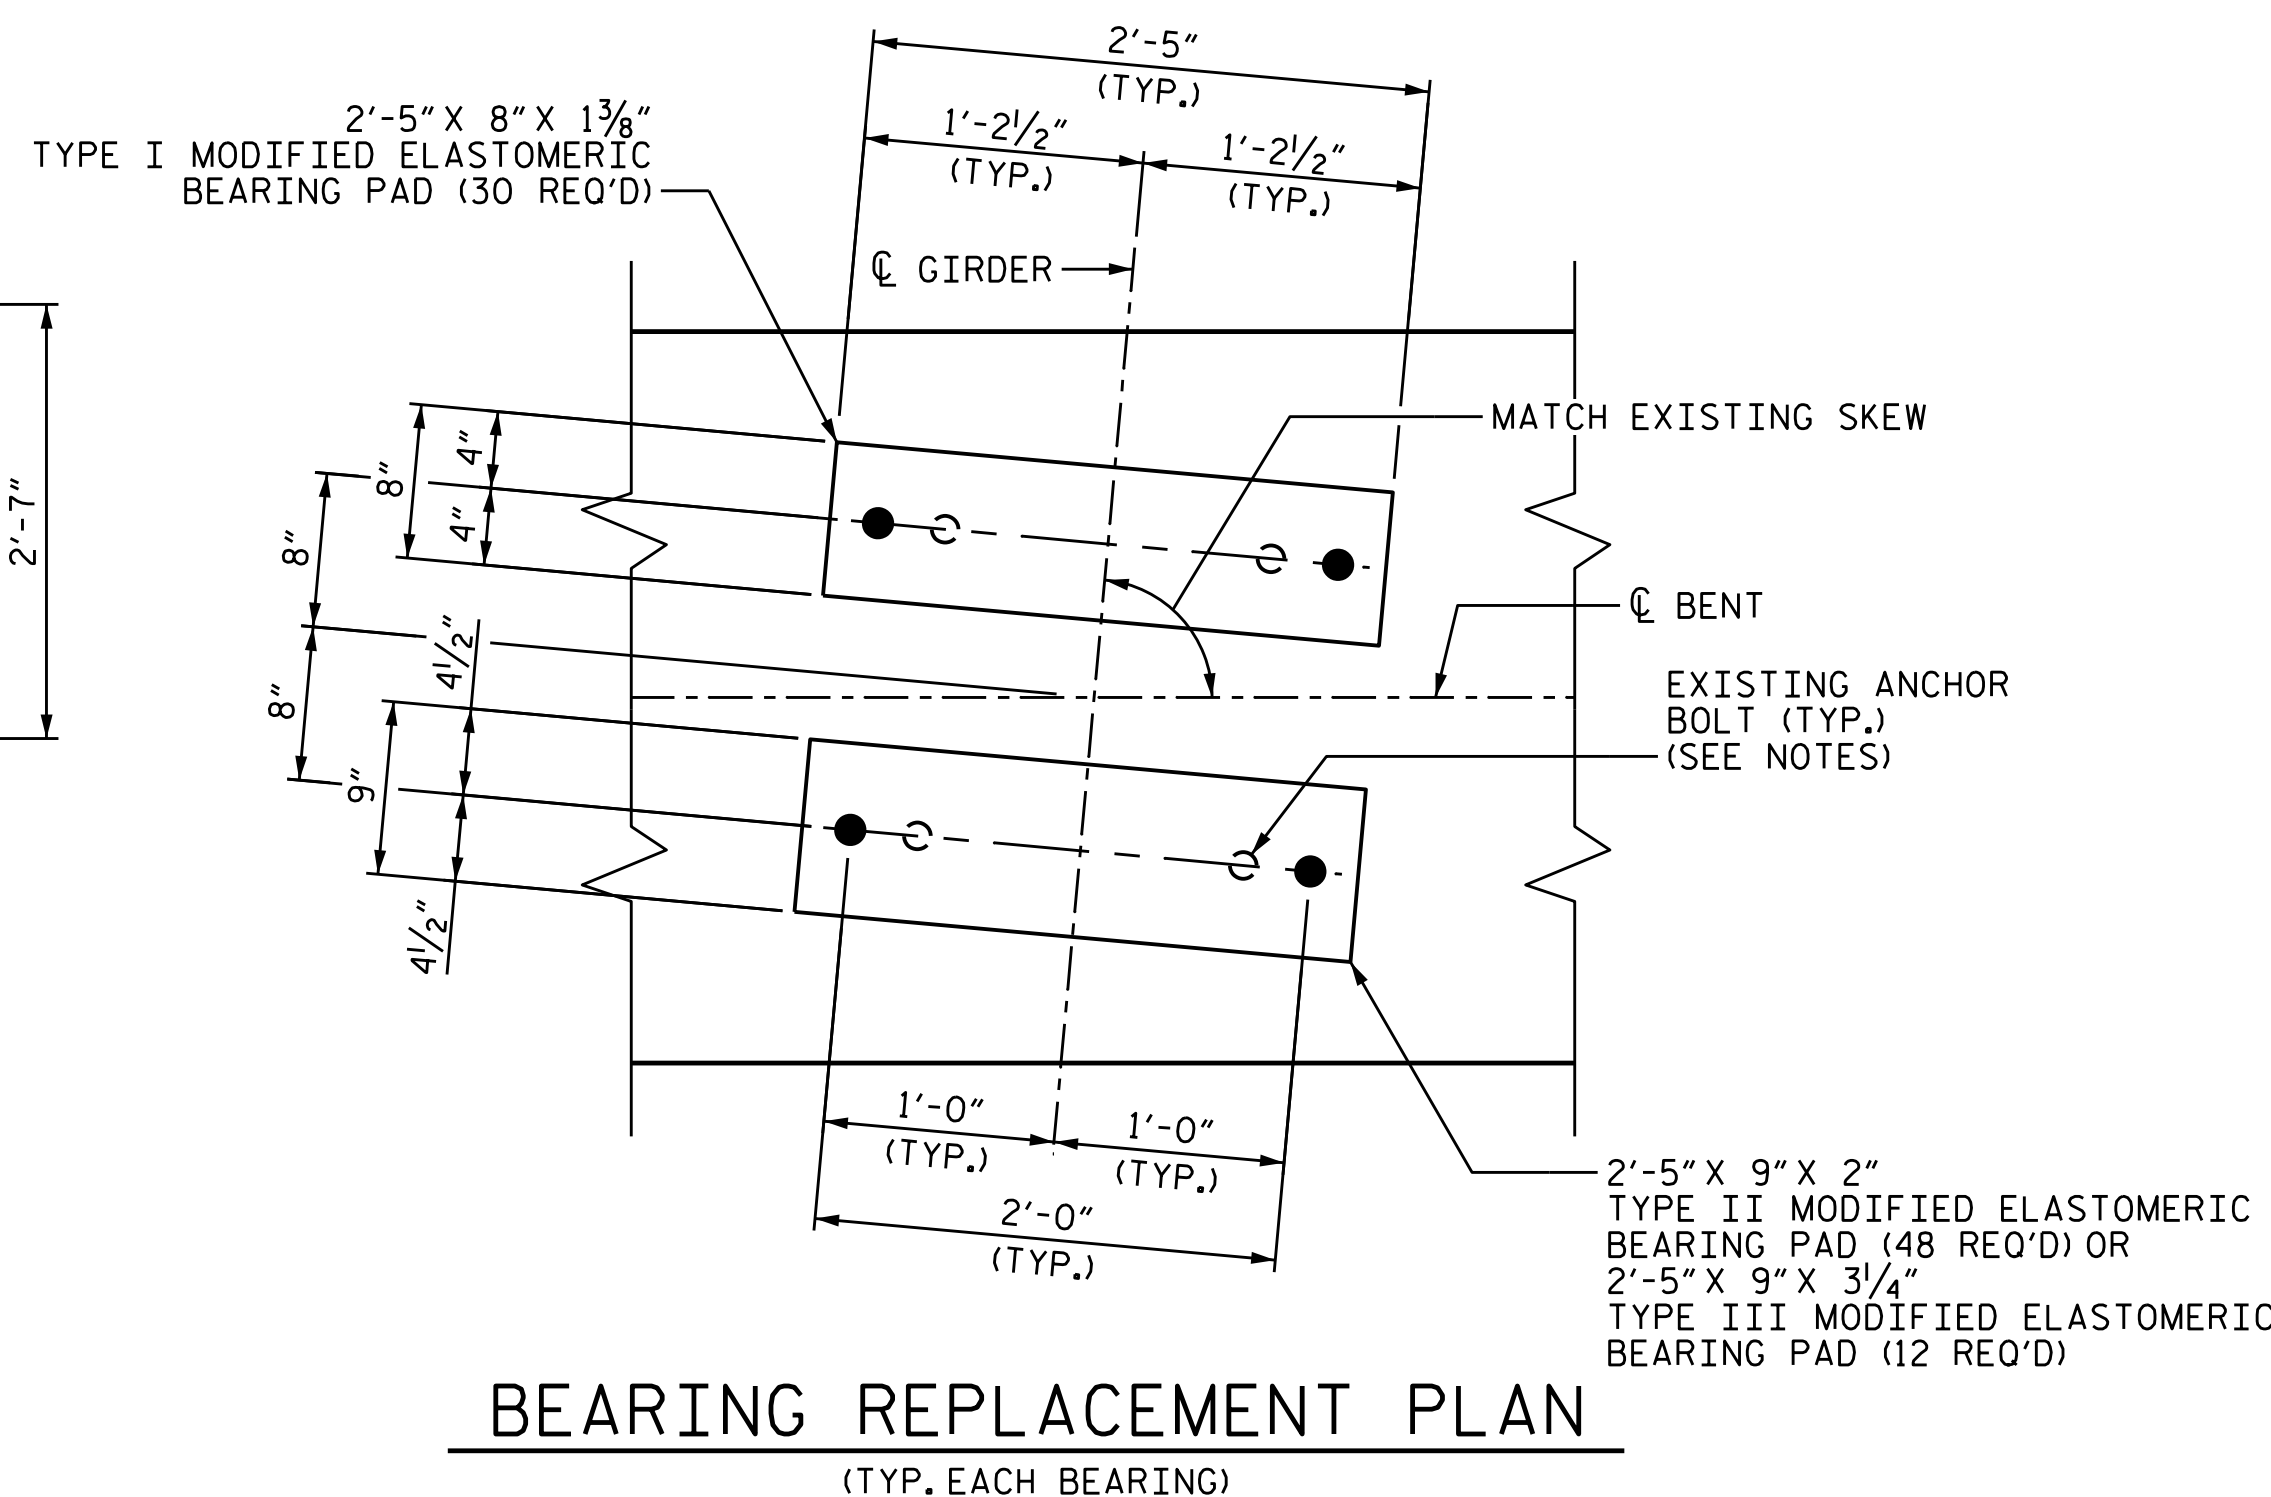 2'-5"
(TYP.)
1'-2½"
(TYP.)
1'-2½"
(TYP.)
2'-5" X 8" X 1⅜"
TYPE I MODIFIED ELASTOMERIC
BEARING PAD (30 REQ'D)
℄ GIRDER
2'-7"
8"
4"
4"
8"
8"
4½"
9"
4½"
MATCH EXISTING SKEW
℄ BENT
EXISTING ANCHOR
BOLT (TYP.)
(SEE NOTES)
1'-0"
(TYP.)
1'-0"
(TYP.)
2'-0"
(TYP.)
2'-5" X 9" X 2"
TYPE II MODIFIED ELASTOMERIC
BEARING PAD (48 REQ'D) OR
2'-5" X 9" X 3¼"
TYPE III MODIFIED ELASTOMERIC
BEARING PAD (12 REQ'D)
BEARING REPLACEMENT PLAN
(TYP. EACH BEARING)